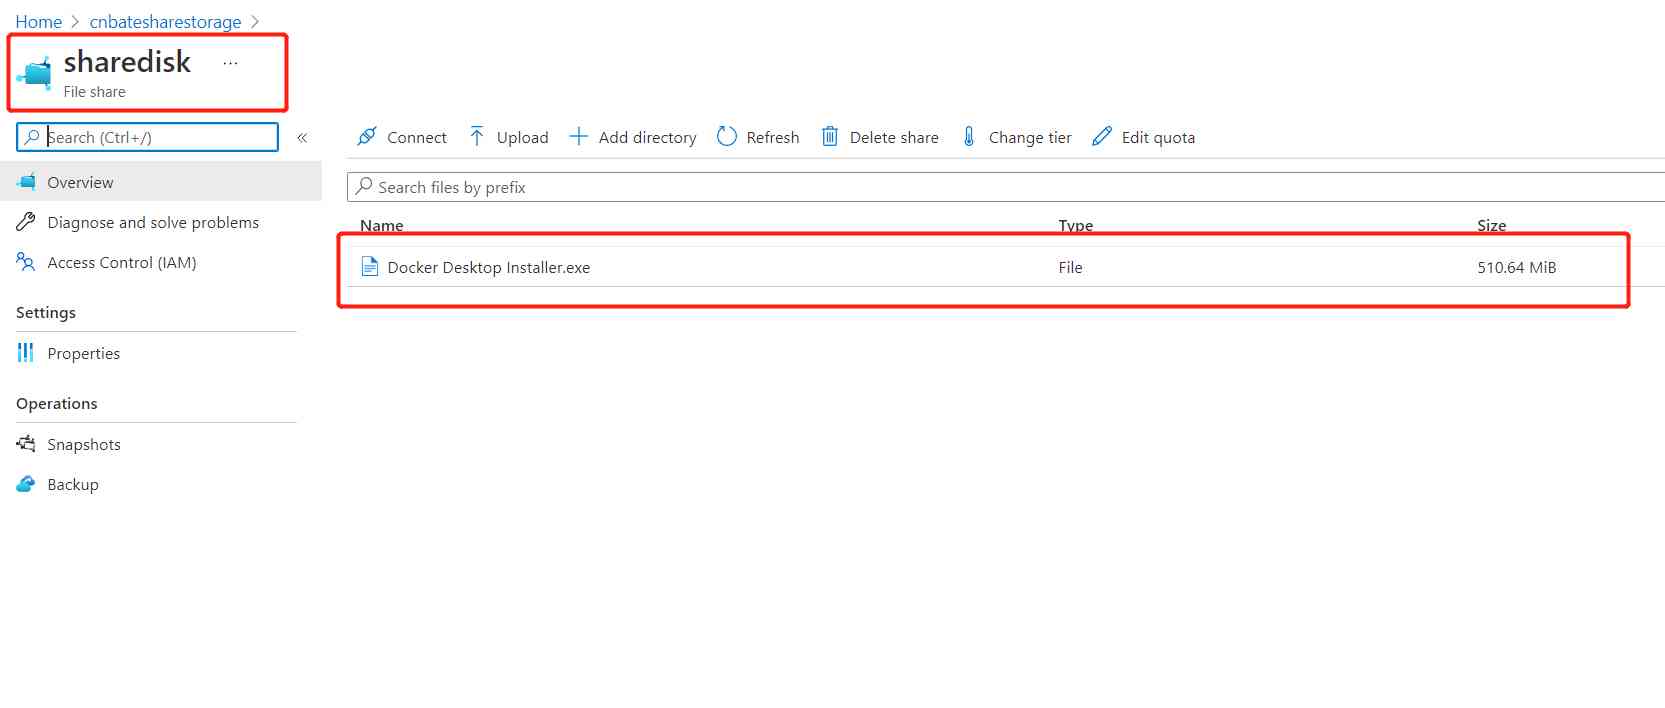 Home > cnbatesharestorage >
sharedisk ...
File share
Search (Ctrl+/) «
Overview
Diagnose and solve problems
Access Control (IAM)
Settings
Properties
Operations
Snapshots
Backup
Connect Upload Add directory Refresh Delete share Change tier Edit quota
Search files by prefix
Name Type Size
Docker Desktop Installer.exe File 510.64 MiB